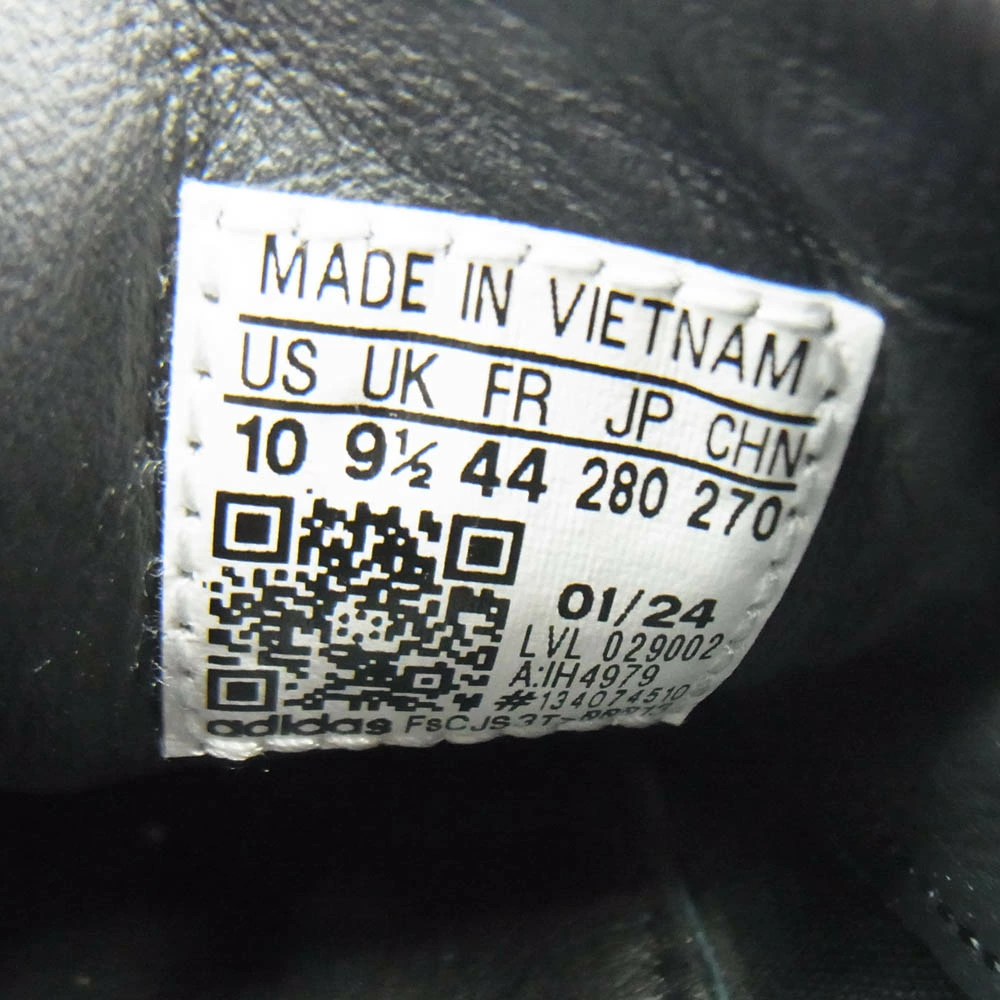 MADE IN VIETNAM
US UK FR JP CHN
10 9½ 44 280 270
01/24
LVL 029002
A:IH4979
#134074510
adidas